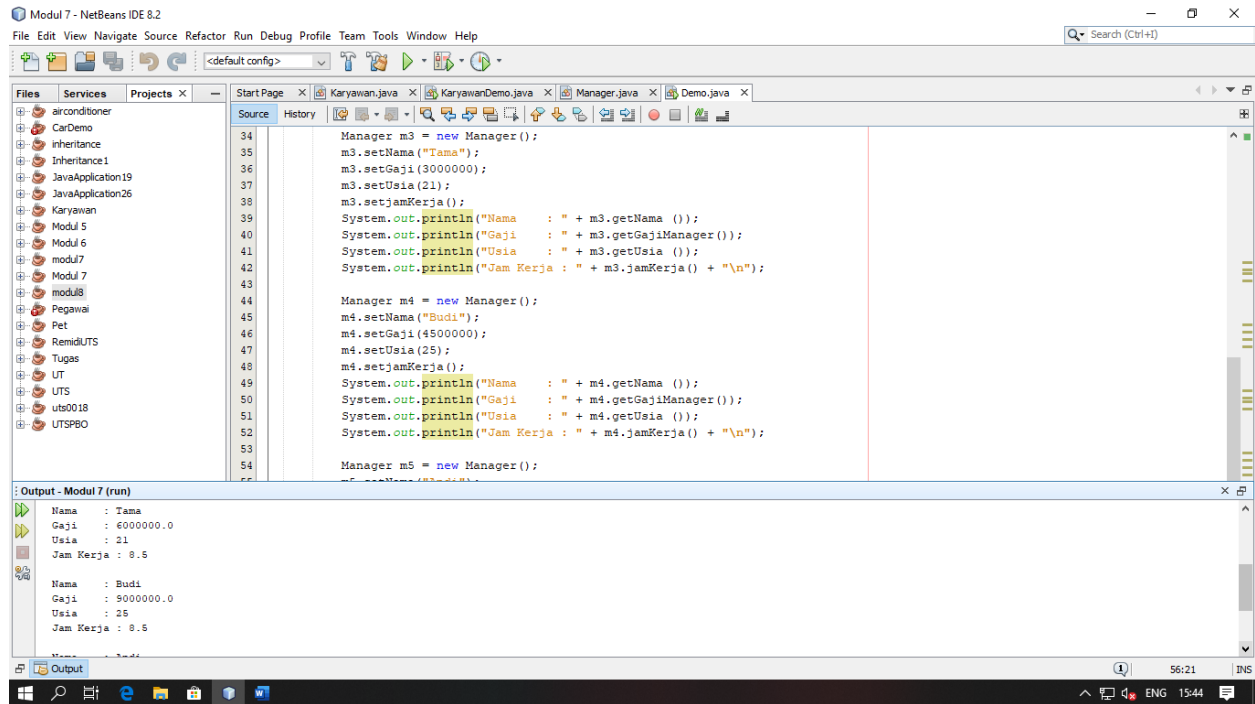 Modul 7 - NetBeans IDE 8.2
File Edit View Navigate Source Refactor Run Debug Profile Team Tools Window Help
Search (Ctrl+I)
<default config>
Files Services Projects
Start Page Karyawan.java KaryawanDemo.java Manager.java Demo.java
Source History
airconditioner
CarDemo
inheritance
Inheritance1
JavaApplication19
JavaApplication26
Karyawan
Modul 5
Modul 6
modul7
Modul 7
modul8
Pegawai
Pet
RemidiUTS
Tugas
UT
UTS
uts0018
UTSPBO
34 Manager m3 = new Manager();
35 m3.setNama("Tama");
36 m3.setGaji(3000000);
37 m3.setUsia(21);
38 m3.setjamKerja();
39 System.out.println("Nama    : " + m3.getNama ());
40 System.out.println("Gaji    : " + m3.getGajiManager());
41 System.out.println("Usia    : " + m3.getUsia ());
42 System.out.println("Jam Kerja : " + m3.jamKerja() + "\n");
43
44 Manager m4 = new Manager();
45 m4.setNama("Budi");
46 m4.setGaji(4500000);
47 m4.setUsia(25);
48 m4.setjamKerja();
49 System.out.println("Nama    : " + m4.getNama ());
50 System.out.println("Gaji    : " + m4.getGajiManager());
51 System.out.println("Usia    : " + m4.getUsia ());
52 System.out.println("Jam Kerja : " + m4.jamKerja() + "\n");
53
54 Manager m5 = new Manager();
Output - Modul 7 (run)
Nama    : Tama
Gaji    : 6000000.0
Usia    : 21
Jam Kerja : 8.5
Nama    : Budi
Gaji    : 9000000.0
Usia    : 25
Jam Kerja : 8.5
Output
1 56:21 INS
ENG 15:44